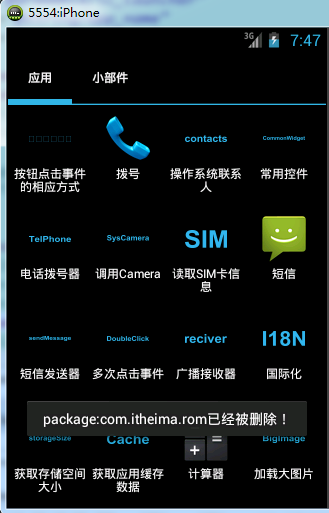 5554:iPhone
3G 7:47
应用 小部件
contacts CommonWidget
按钮点击事件的相应方式 拨号 操作系统联系人 常用控件
TelPhone SysCamera SIM
电话拨号器 调用Camera 读取SIM卡信息 短信
sendMessage DoubleClick reciver I18N
短信发送器 多次点击事件 广播接收器 国际化
package:com.itheima.rom已经被删除！
storageSize Cache BigImage
获取存储空间大小 获取应用缓存数据 计算器 加载大图片